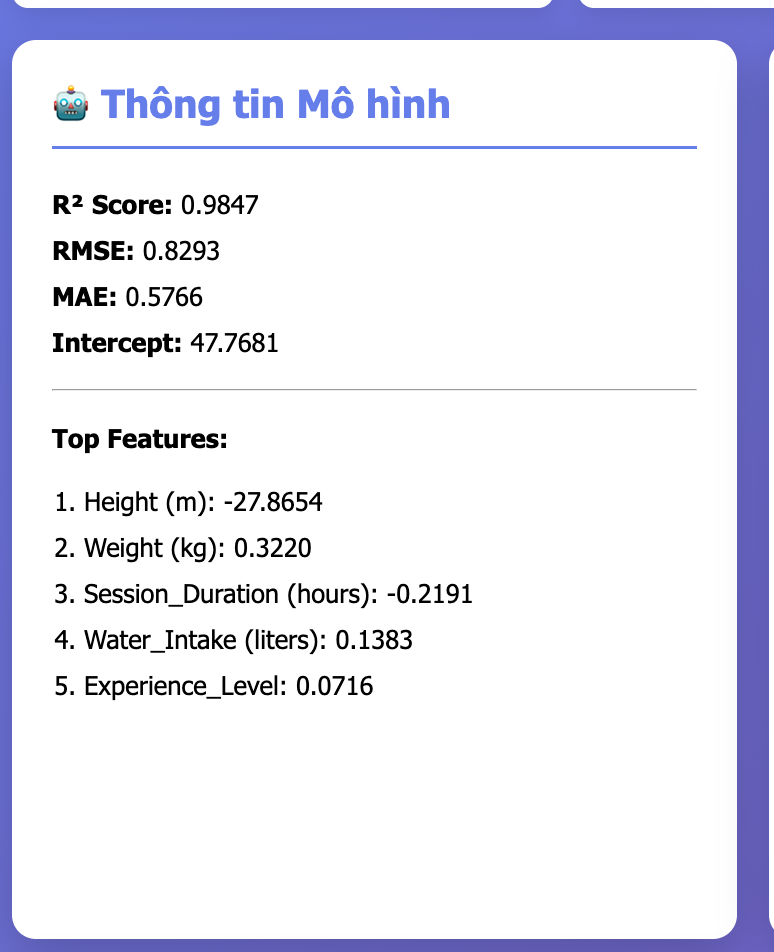 🤖 Thông tin Mô hình
R² Score: 0.9847
RMSE: 0.8293
MAE: 0.5766
Intercept: 47.7681
Top Features:
1. Height (m): -27.8654
2. Weight (kg): 0.3220
3. Session_Duration (hours): -0.2191
4. Water_Intake (liters): 0.1383
5. Experience_Level: 0.0716